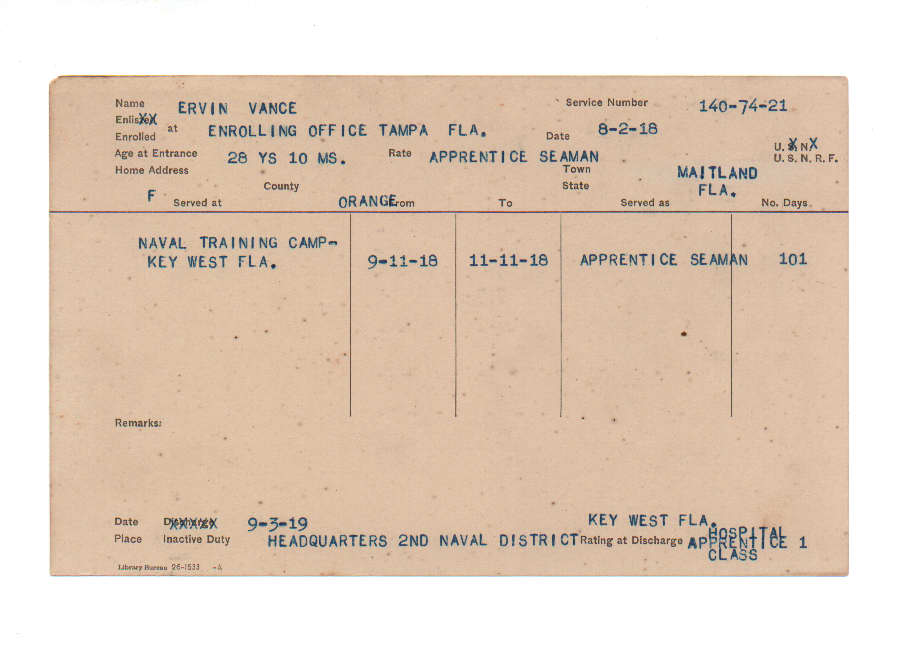 Name ERVIN VANCE Service Number 140-74-21
Enlisted
Enrolled at ENROLLING OFFICE TAMPA FLA. Date 8-2-18 U. S. N.
Age at Entrance 28 YS 10 MS. Rate APPRENTICE SEAMAN U. S. N. R. F.
Home Address Town MAITLAND
County State FLA.
F Served at ORANGE From To Served as No. Days
NAVAL TRAINING CAMP-
KEY WEST FLA. 9-11-18 11-11-18 APPRENTICE SEAMAN 101
Remarks:
KEY WEST FLA.
Date Discharge 9-3-19 HOSPITAL
Place Inactive Duty HEADQUARTERS 2ND NAVAL DISTRICT Rating at Discharge APPRENTICE 1
CLASS
Library Bureau 26-1533 -A